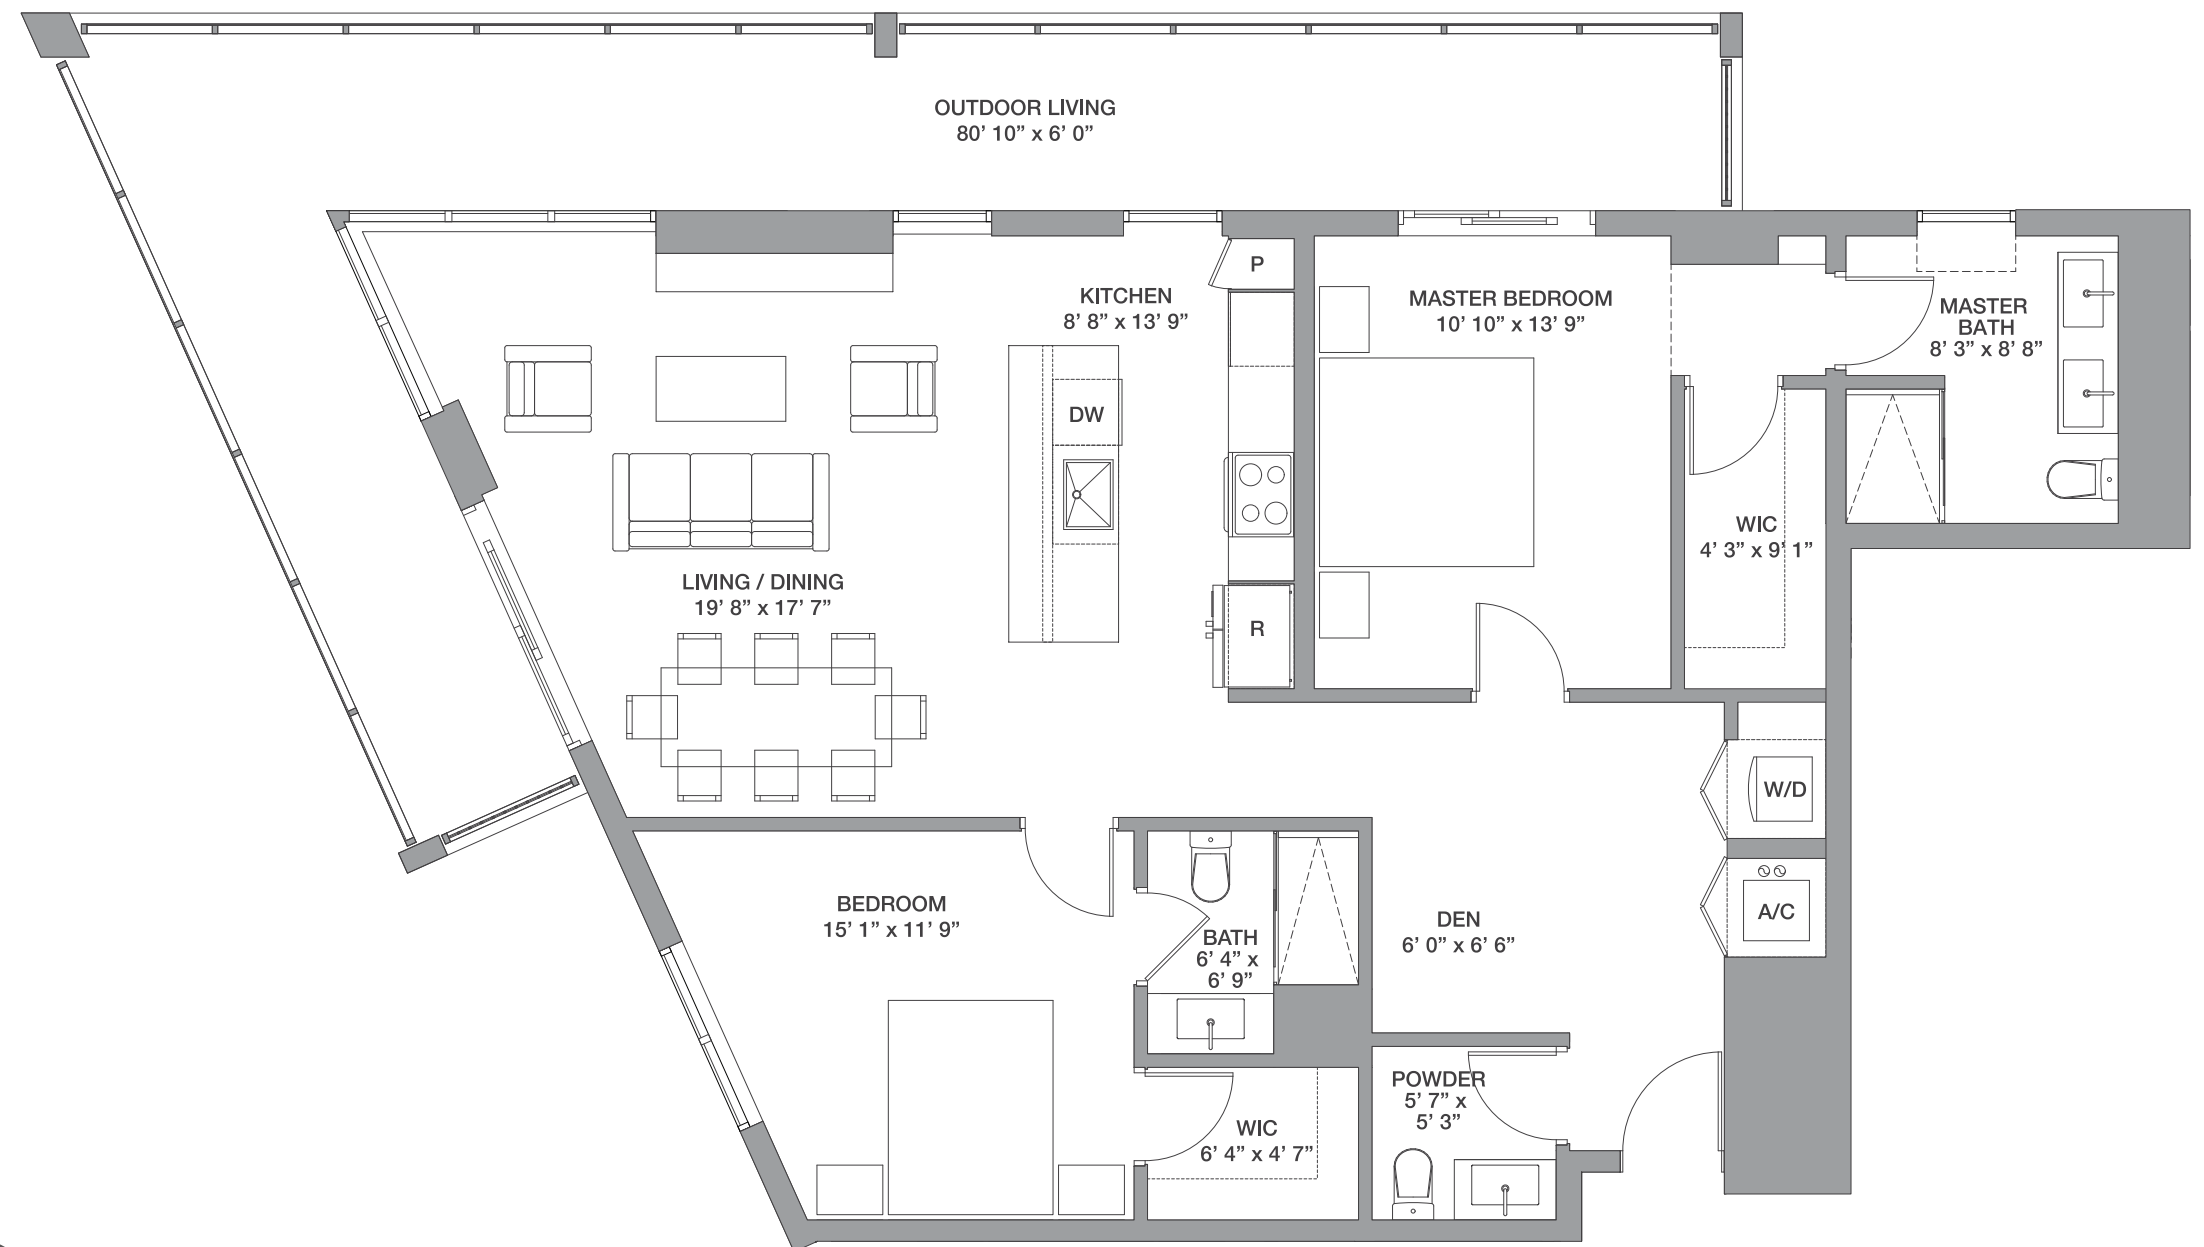 OUTDOOR LIVING
80’ 10” x 6’ 0”
P
KITCHEN
8’ 8” x 13’ 9”
MASTER BEDROOM
10’ 10” x 13’ 9”
MASTER
BATH
8’ 3” x 8’ 8”
DW
WIC
4’ 3” x 9’ 1”
LIVING / DINING
19’ 8” x 17’ 7”
R
W/D
BEDROOM
15’ 1” x 11’ 9”
BATH
6’ 4” x
6’ 9”
DEN
6’ 0” x 6’ 6”
A/C
POWDER
5’ 7” x
5’ 3”
WIC
6’ 4” x 4’ 7”